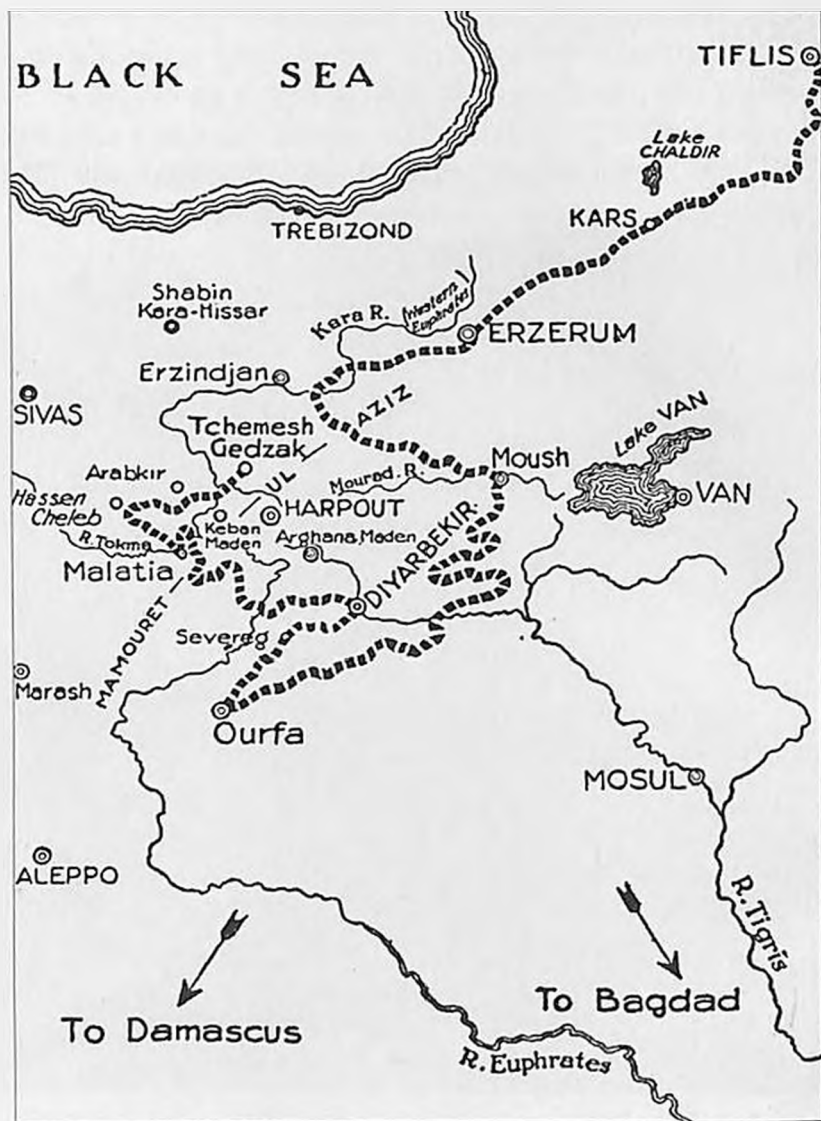 BLACK SEA
TIFLIS
Lake
CHALDIR
KARS
TREBIZOND
Shabin
Kara-Hissar
Kara R.
(Western
Euphrates)
ERZERUM
Erzindjan
SIVAS
AZIZ
Tchemesh
Gedzak
Lake VAN
Arabkir
UL
Mourad. R.
Moush
Hassen
Cheleb
VAN
HARPOUT
Keban
Maden
R. Tokma
Arghana Maden
Malatia
DIYARBEKIR.
MAMOURET
Severeg
Marash
Ourfa
MOSUL
ALEPPO
R. Tigris
To Damascus
To Bagdad
R. Euphrates